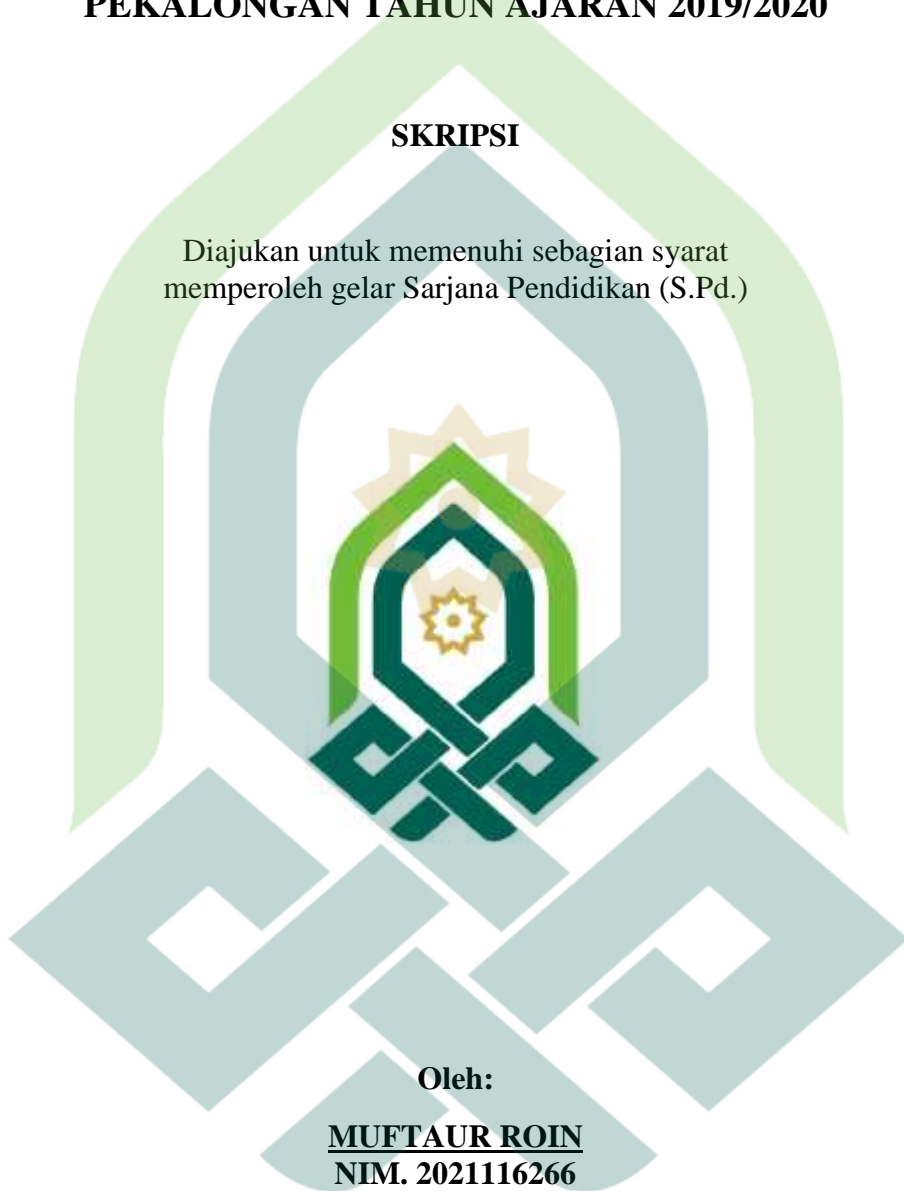 PEKALONGAN TAHUN AJARAN 2019/2020
SKRIPSI
Diajukan untuk memenuhi sebagian syarat
memperoleh gelar Sarjana Pendidikan (S.Pd.)
Oleh:
MUFTAUR ROIN
NIM. 2021116266